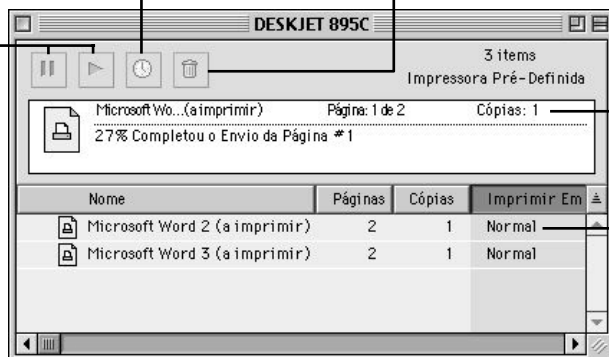 DESKJET 895C
3 items
Impressora Pré-Definida
Microsoft Wo...(a imprimir) Página: 1 de 2 Cópias: 1
27% Completou o Envio da Página #1
Nome Páginas Cópias Imprimir Em
Microsoft Word 2 (a imprimir) 2 1 Normal
Microsoft Word 3 (a imprimir) 2 1 Normal